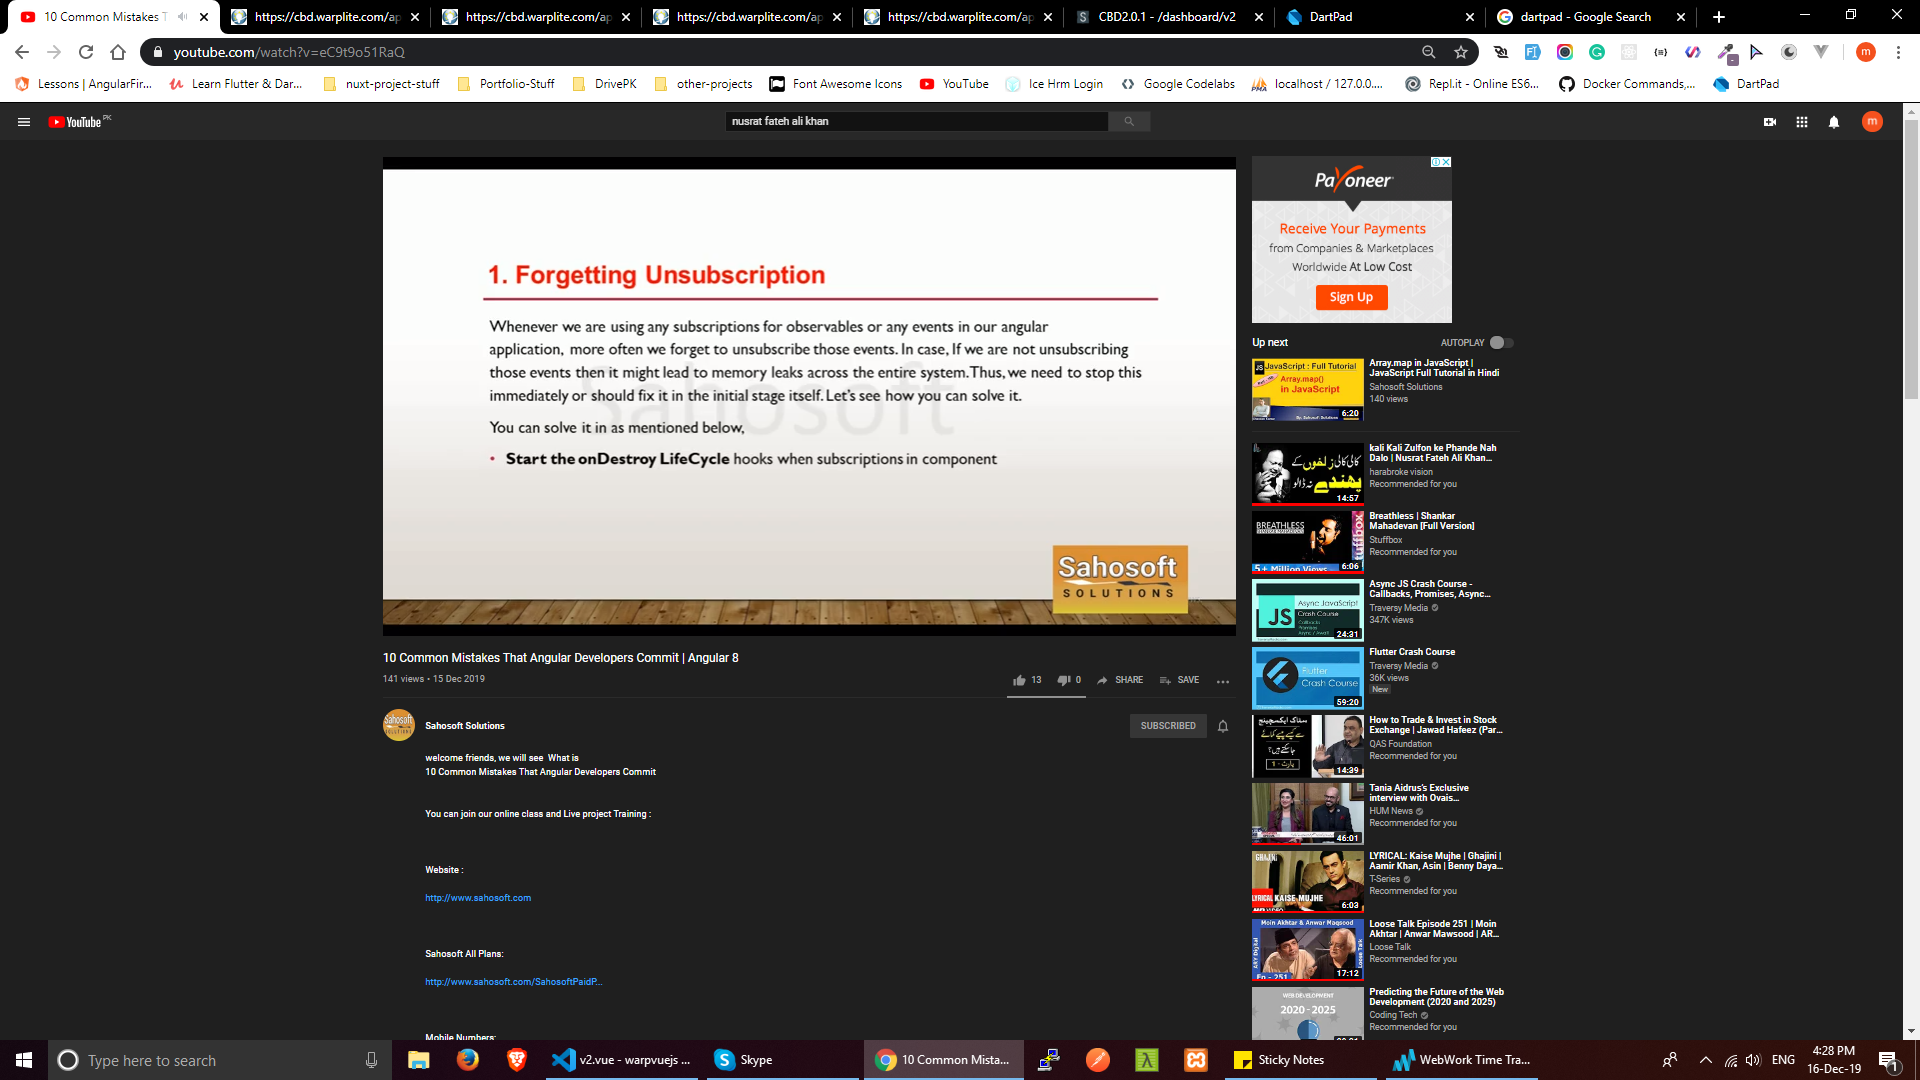 10 Common Mistakes T
https://cbd.warplite.com/ap
https://cbd.warplite.com/ap
https://cbd.warplite.com/ap
https://cbd.warplite.com/ap
CBD2.0.1 - /dashboard/v2
DartPad
dartpad - Google Search
youtube.com/watch?v=eC9t9o51RaQ
Lessons | AngularFir...
Learn Flutter & Dar...
nuxt-project-stuff
Portfolio-Stuff
DrivePK
other-projects
Font Awesome Icons
YouTube
Ice Hrm Login
Google Codelabs
localhost / 127.0.0....
Repl.it - Online ES6...
Docker Commands,...
DartPad
YouTube PK
nusrat fateh ali khan
m
1. Forgetting Unsubscription
Whenever we are using any subscriptions for observables or any events in our angular
application, more often we forget to unsubscribe those events. In case, If we are not unsubscribing
those events then it might lead to memory leaks across the entire system. Thus, we need to stop this
immediately or should fix it in the initial stage itself. Let's see how you can solve it.
You can solve it in as mentioned below,
• Start the onDestroy LifeCycle hooks when subscriptions in component
Sahosoft
Sahosoft
SOLUTIONS
10 Common Mistakes That Angular Developers Commit | Angular 8
141 views • 15 Dec 2019
13
0
SHARE
SAVE
Sahosoft Solutions
SUBSCRIBED
welcome friends, we will see What is
10 Common Mistakes That Angular Developers Commit
You can join our online class and Live project Training :
Website :
http://www.sahosoft.com
Sahosoft All Plans:
http://www.sahosoft.com/SahosoftPaidP...
Mobile Numbers:
Payoneer
Receive Your Payments
from Companies & Marketplaces
Worldwide At Low Cost
Sign Up
Up next
AUTOPLAY
JavaScript : Full Tutorial
Array.map()
in JavaScript
6:20
Array.map in JavaScript |
JavaScript Full Tutorial in Hindi
Sahosoft Solutions
140 views
کالی کالی زلفوں کے
پھندے نہ ڈالو
14:57
kali Kali Zulfon ke Phande Nah
Dalo | Nusrat Fateh Ali Khan...
harabroke vision
Recommended for you
BREATHLESS
5+ Million Views
6:06
Breathless | Shankar
Mahadevan [Full Version]
Stuffbox
Recommended for you
JS
Async JavaScript
Crash Course
Callbacks
Promises
Async / Await
24:31
Async JS Crash Course -
Callbacks, Promises, Async...
Traversy Media
347K views
Flutter
Crash Course
59:20
Flutter Crash Course
Traversy Media
36K views
New
14:39
How to Trade & Invest in Stock
Exchange | Jawad Hafeez (Par...
QAS Foundation
Recommended for you
46:01
Tania Aidrus's Exclusive
interview with Ovais...
HUM News
Recommended for you
LYRICAL KAISE MUJHE
6:03
LYRICAL: Kaise Mujhe | Ghajini |
Aamir Khan, Asin | Benny Daya...
T-Series
Recommended for you
Moin Akhtar & Anwar Maqsood
ARY Digital
Loose Talk
Ep - 251
17:12
Loose Talk Episode 251 | Moin
Akhtar | Anwar Mawsood | AR...
Loose Talk
Recommended for you
WEB DEVELOPMENT
2020 - 2025
Predicting the Future of the Web
Development (2020 and 2025)
Coding Tech
Recommended for you
Type here to search
v2.vue - warpvuejs ...
Skype
10 Common Mista...
Sticky Notes
WebWork Time Tra...
ENG
4:28 PM
16-Dec-19
1